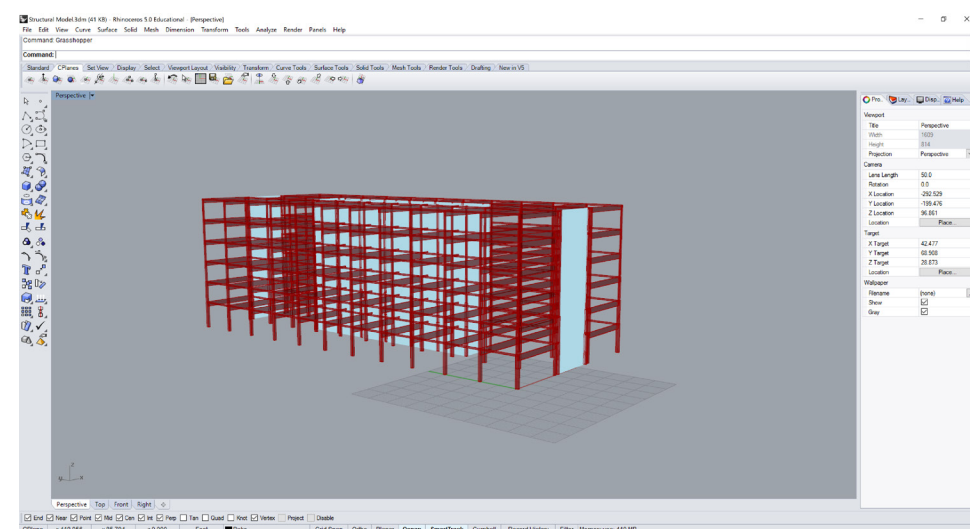 Structural Model.3dm (41 KB) - Rhinoceros 5.0 Educational - [Perspective]
File Edit View Curve Surface Solid Mesh Dimension Transform Tools Analyze Render Panels Help
Command: Grasshopper
Command:
Standard CPlanes Set View Display Select Viewport Layout Visibility Transform Curve Tools Surface Tools Solid Tools Mesh Tools Render Tools Drafting New in V5
Perspective
Pro.. Lay.. Disp.. Help
Viewport
Title Perspective
Width 1609
Height 814
Projection Perspective
Camera
Lens Length 50.0
Rotation 0.0
X Location -292.529
Y Location -199.476
Z Location 96.861
Location Place...
Target
X Target 42.477
Y Target 68.908
Z Target 28.873
Location Place...
Wallpaper
Filename (none)
Show
Gray
z
y x
Perspective Top Front Right
End Near Point Mid Cen Int Perp Tan Quad Knot Vertex Project Disable